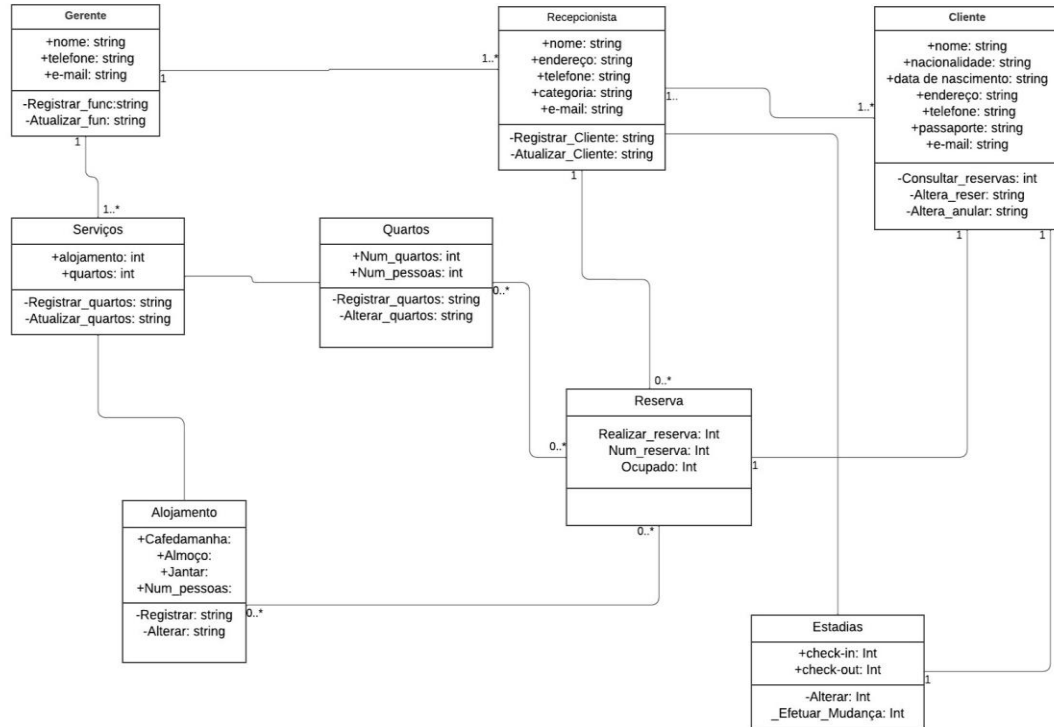 Gerente
+nome: string
+telefone: string
+e-mail: string
-Registrar_func:string
-Atualizar_fun: string
1
1
1..*
Recepcionista
+nome: string
+endereço: string
+telefone: string
+categoria: string
+e-mail: string
-Registrar_Cliente: string
-Atualizar_Cliente: string
1..
1
1..*
Cliente
+nome: string
+nacionalidade: string
+data de nascimento: string
+endereço: string
+telefone: string
+passaporte: string
+e-mail: string
-Consultar_reservas: int
-Altera_reser: string
-Altera_anular: string
1
1
1..*
Serviços
+alojamento: int
+quartos: int
-Registrar_quartos: string
-Atualizar_quartos: string
Quartos
+Num_quartos: int
+Num_pessoas: int
-Registrar_quartos: string
-Alterar_quartos: string
0..*
0..*
Reserva
Realizar_reserva: Int
Num_reserva: Int
Ocupado: Int
0..*
1
0..*
Alojamento
+Cafedamanha:
+Almoço:
+Jantar:
+Num_pessoas:
-Registrar: string
-Alterar: string
0..*
Estadias
+check-in: Int
+check-out: Int
-Alterar: Int
_Efetuar_Mudança: Int
1